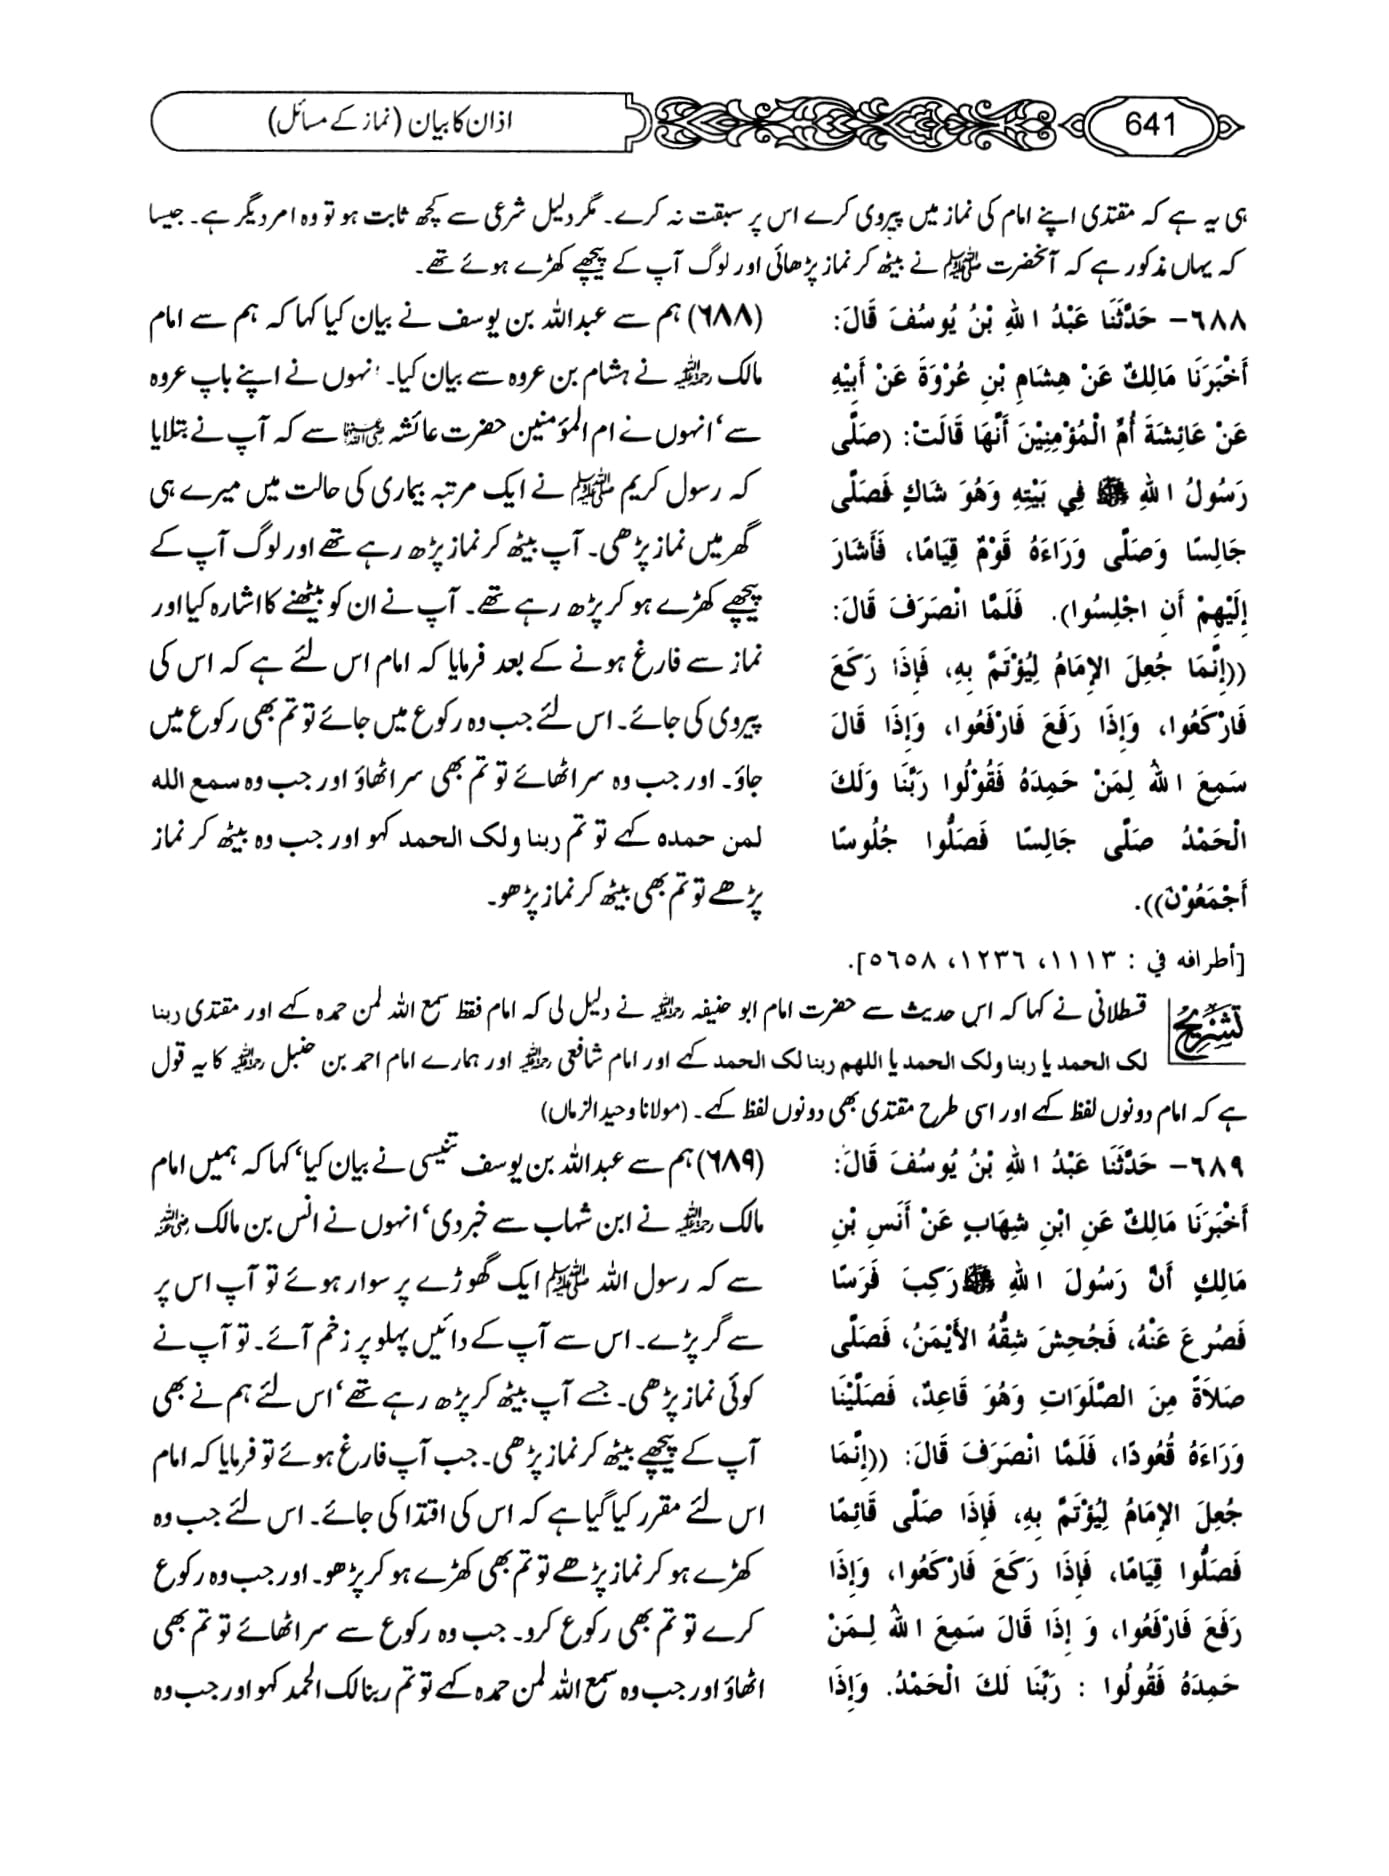 641
اذان کا بیان (نماز کے مسائل)
ہی یہ ہے کہ مقتدی اپنے امام کی نماز میں پیروی کرے اس پر سبقت نہ کرے۔ مگر دلیل شرعی سے کچھ ثابت ہو تو وہ امر دیگر ہے۔ جیسا
کہ یہاں مذکور ہے کہ آنحضرت ﷺ نے بیٹھ کر نماز پڑھائی اور لوگ آپ کے پیچھے کھڑے ہوئے تھے۔
٦٨٨- حَدَّثَنَا عَبْدُ اللهِ بْنُ يُوسُفَ قَالَ:
أَخْبَرَنَا مَالِكٌ عَنْ هِشَامِ بْنِ عُرْوَةَ عَنْ أَبِيْهِ
عَنْ عَائِشَةَ أُمِّ الْمُؤْمِنِيْنَ أَنَّهَا قَالَتْ: (صَلَّى
رَسُولُ اللهِ ﷺ فِي بَيْتِهِ وَهُوَ شَاكٍ فَصَلَّى
جَالِسًا وَصَلَّى وَرَاءَهُ قَوْمٌ قِيَامًا، فَأَشَارَ
إِلَيْهِمْ أَنِ اجْلِسُوا). فَلَمَّا انْصَرَفَ قَالَ:
((إِنَّمَا جُعِلَ الإِمَامُ لِيُؤْتَمَّ بِهِ، فَإِذَا رَكَعَ
فَارْكَعُوا، وَإِذَا رَفَعَ فَارْفَعُوا، وَإِذَا قَالَ
سَمِعَ اللهُ لِمَنْ حَمِدَهُ فَقُوْلُوا رَبَّنَا وَلَكَ
الْحَمْدُ صَلَّى جَالِسًا فَصَلُّوا جُلُوسًا
أَجْمَعُوْنَ)).
[أطرافه في : ١١١٣، ١٢٣٦، ٥٦٥٨].
(٦٨٨) ہم سے عبداللہ بن یوسف نے بیان کیا کہا کہ ہم سے امام
مالک رحمۃ اللہ علیہ نے ہشام بن عروہ سے بیان کیا۔ انہوں نے اپنے باپ عروہ
سے‘ انہوں نے ام المؤمنین حضرت عائشہ رضی اللہ عنہا سے کہ آپ نے بتلایا
کہ رسول کریم ﷺ نے ایک مرتبہ بیماری کی حالت میں میرے ہی
گھر میں نماز پڑھی۔ آپ بیٹھ کر نماز پڑھ رہے تھے اور لوگ آپ کے
پیچھے کھڑے ہو کر پڑھ رہے تھے۔ آپ نے ان کو بیٹھنے کا اشارہ کیا اور
نماز سے فارغ ہونے کے بعد فرمایا کہ امام اس لئے ہے کہ اس کی
پیروی کی جائے۔ اس لئے جب وہ رکوع میں جائے تو تم بھی رکوع میں
جاؤ۔ اور جب وہ سر اٹھائے تو تم بھی سر اٹھاؤ اور جب وہ سمع الله
لمن حمدہ کہے تو تم ربنا ولک الحمد کہو اور جب وہ بیٹھ کر نماز
پڑھے تو تم بھی بیٹھ کر نماز پڑھو۔
تشریح
قسطلانی نے کہا کہ اس حدیث سے حضرت امام ابو حنیفہ رحمۃ اللہ علیہ نے دلیل لی کہ امام فقط سمع اللہ لمن حمدہ کہے اور مقتدی ربنا
لک الحمد یا ربنا ولک الحمد یا اللهم ربنا لک الحمد کہے اور امام شافعی رحمۃ اللہ علیہ اور ہمارے امام احمد بن حنبل رحمۃ اللہ علیہ کا یہ قول
ہے کہ امام دونوں لفظ کہے اور اسی طرح مقتدی بھی دونوں لفظ کہے۔ (مولانا وحید الزماں)
٦٨٩- حَدَّثَنَا عَبْدُ اللهِ بْنُ يُوسُفَ قَالَ:
أَخْبَرَنَا مَالِكٌ عَنِ ابْنِ شِهَابٍ عَنْ أَنَسِ بْنِ
مَالِكٍ أَنَّ رَسُولَ اللهِ ﷺ رَكِبَ فَرَسًا
فَصُرِعَ عَنْهُ، فَجُحِشَ شِقُّهُ الأَيْمَنُ، فَصَلَّى
صَلاَةً مِنَ الصَّلَوَاتِ وَهُوَ قَاعِدٌ، فَصَلَّيْنَا
وَرَاءَهُ قُعُودًا، فَلَمَّا انْصَرَفَ قَالَ: ((إِنَّمَا
جُعِلَ الإِمَامُ لِيُؤْتَمَّ بِهِ، فَإِذَا صَلَّى قَائِمًا
فَصَلُّوا قِيَامًا، فَإِذَا رَكَعَ فَارْكَعُوا، وَإِذَا
رَفَعَ فَارْفَعُوا، وَ إِذَا قَالَ سَمِعَ اللهُ لِـمَنْ
حَمِدَهُ فَقُولُوا : رَبَّنَا لَكَ الْحَمْدُ. وَإِذَا
(٦٨٩) ہم سے عبداللہ بن یوسف تنیسی نے بیان کیا‘ کہا کہ ہمیں امام
مالک رحمۃ اللہ علیہ نے ابن شہاب سے خبر دی‘ انہوں نے انس بن مالک رضی اللہ عنہ
سے کہ رسول اللہ ﷺ ایک گھوڑے پر سوار ہوئے تو آپ اس پر
سے گر پڑے۔ اس سے آپ کے دائیں پہلو پر زخم آئے۔ تو آپ نے
کوئی نماز پڑھی۔ جسے آپ بیٹھ کر پڑھ رہے تھے‘ اس لئے ہم نے بھی
آپ کے پیچھے بیٹھ کر نماز پڑھی۔ جب آپ فارغ ہوئے تو فرمایا کہ امام
اس لئے مقرر کیا گیا ہے کہ اس کی اقتدا کی جائے۔ اس لئے جب وہ
کھڑے ہو کر نماز پڑھے تو تم بھی کھڑے ہو کر پڑھو۔ اور جب وہ رکوع
کرے تو تم بھی رکوع کرو۔ جب وہ رکوع سے سر اٹھائے تو تم بھی
اٹھاؤ اور جب وہ سمع اللہ لمن حمدہ کہے تو تم ربنا لک الحمد کہو اور جب وہ